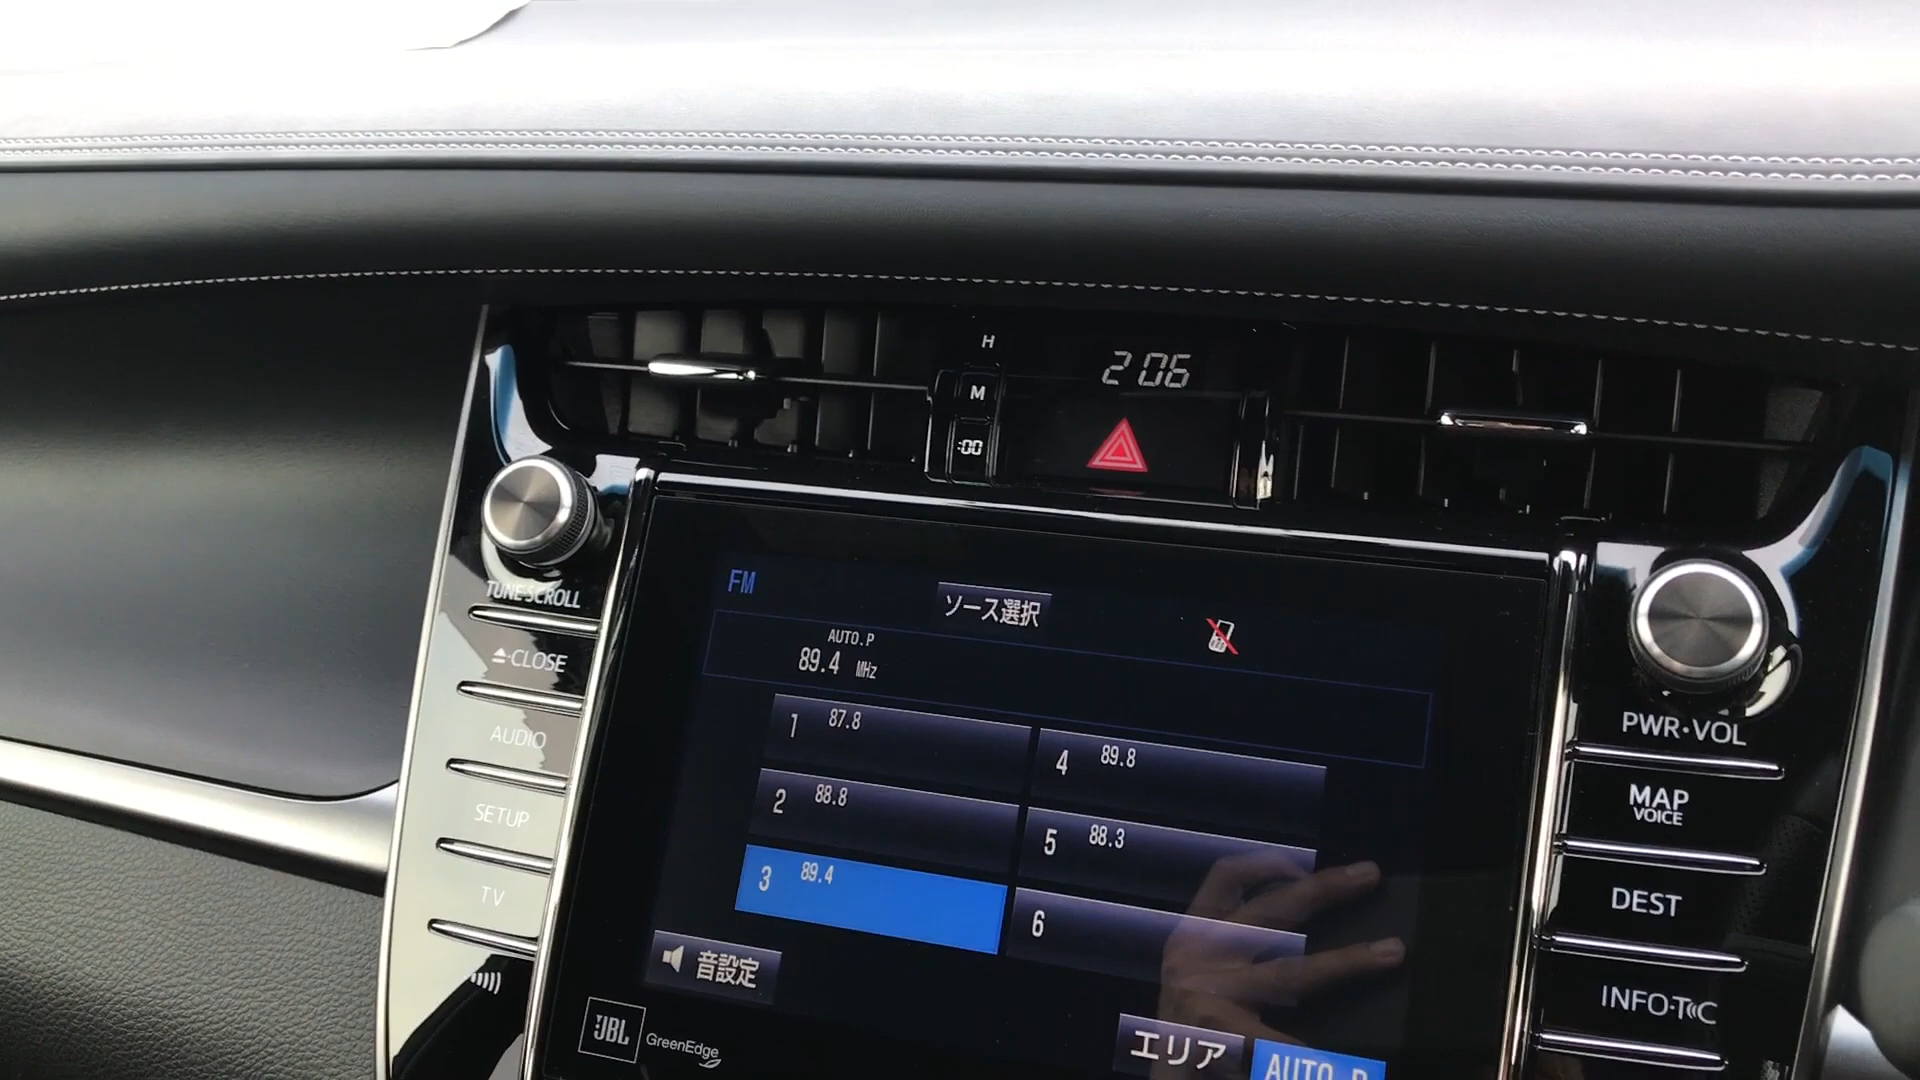 H
M
:00
2 06
TUNE·SCROLL
CLOSE
AUDIO
SETUP
TV
FM
ソース選択
AUTO.P
89.4 MHz
1 87.8
2 88.8
3 89.4
4 89.8
5 88.3
6
音設定
JBL GreenEdge
エリア
AUTO.P
PWR·VOL
MAP
VOICE
DEST
INFO·T
C